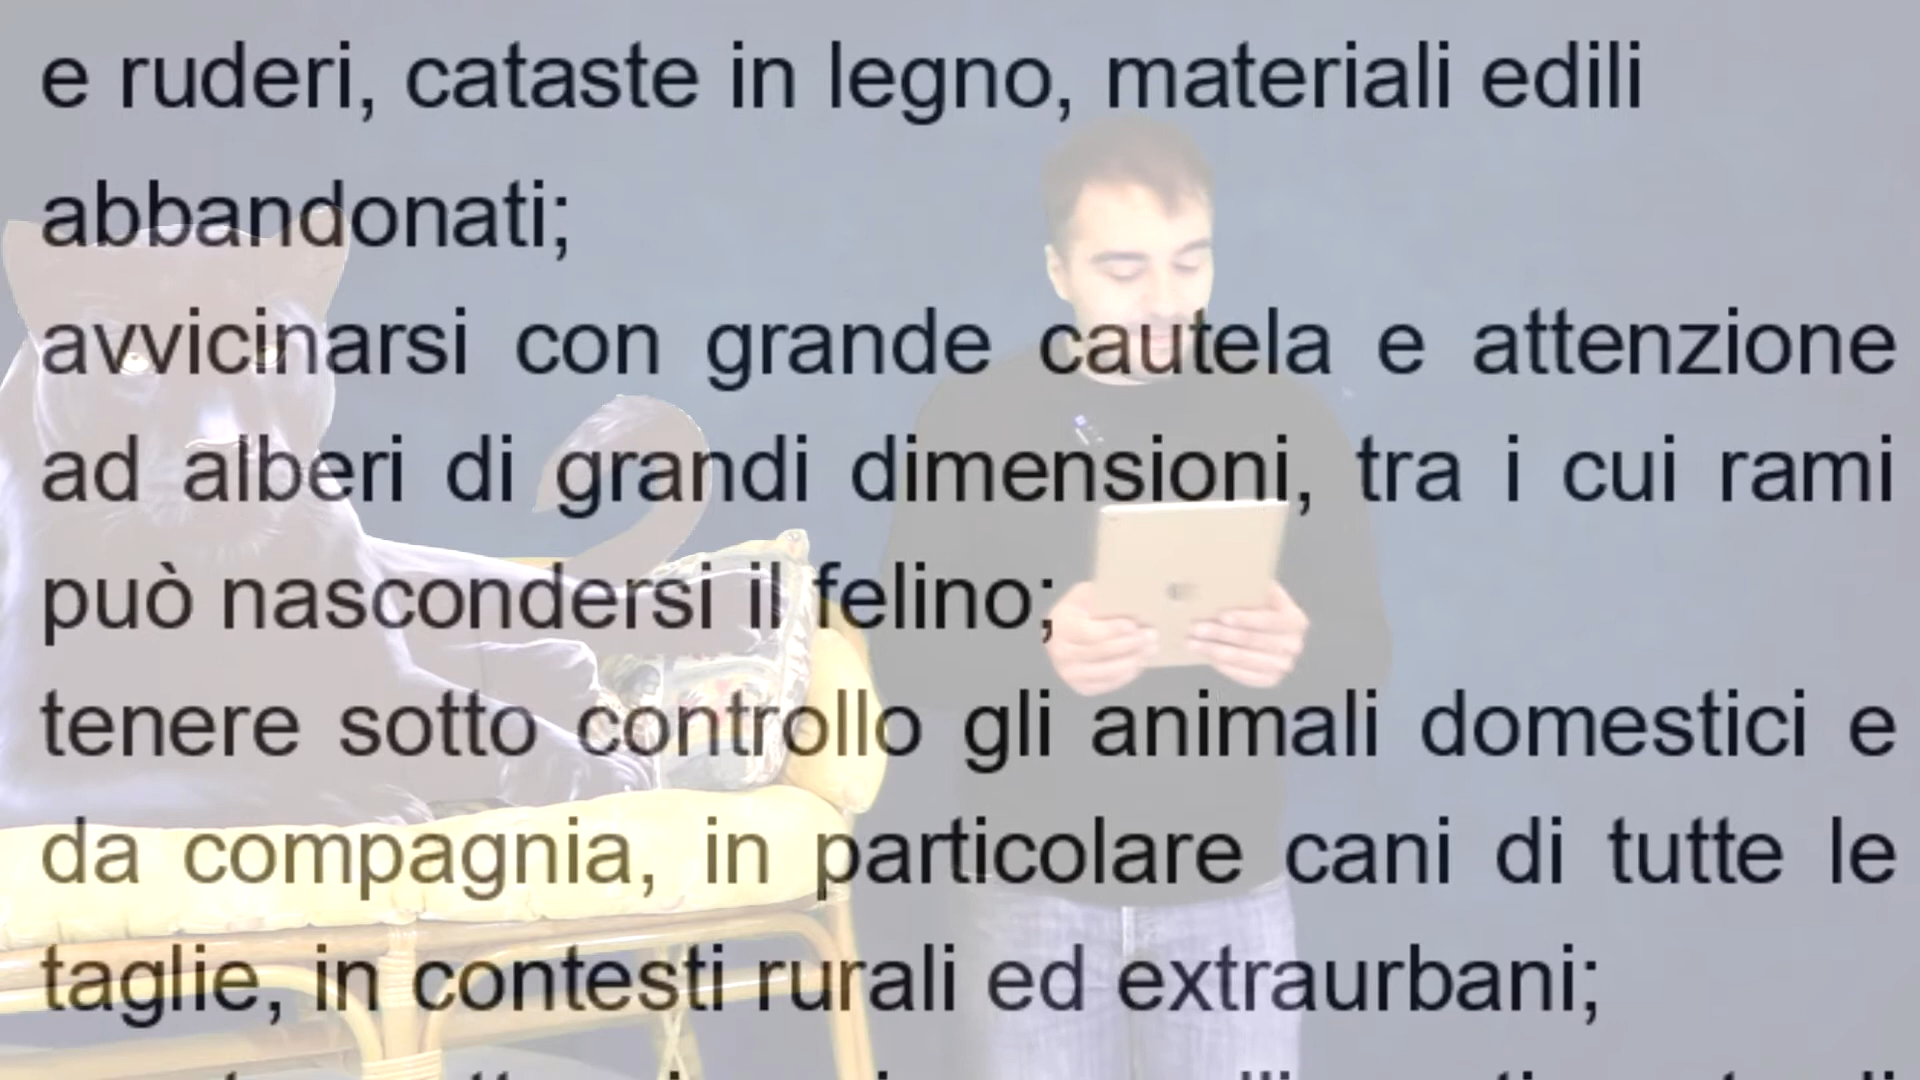 e ruderi, cataste in legno, materiali edili
abbandonati;
avvicinarsi con grande cautela e attenzione
ad alberi di grandi dimensioni, tra i cui rami
può nascondersi il felino;
tenere sotto controllo gli animali domestici e
da compagnia, in particolare cani di tutte le
taglie, in contesti rurali ed extraurbani;